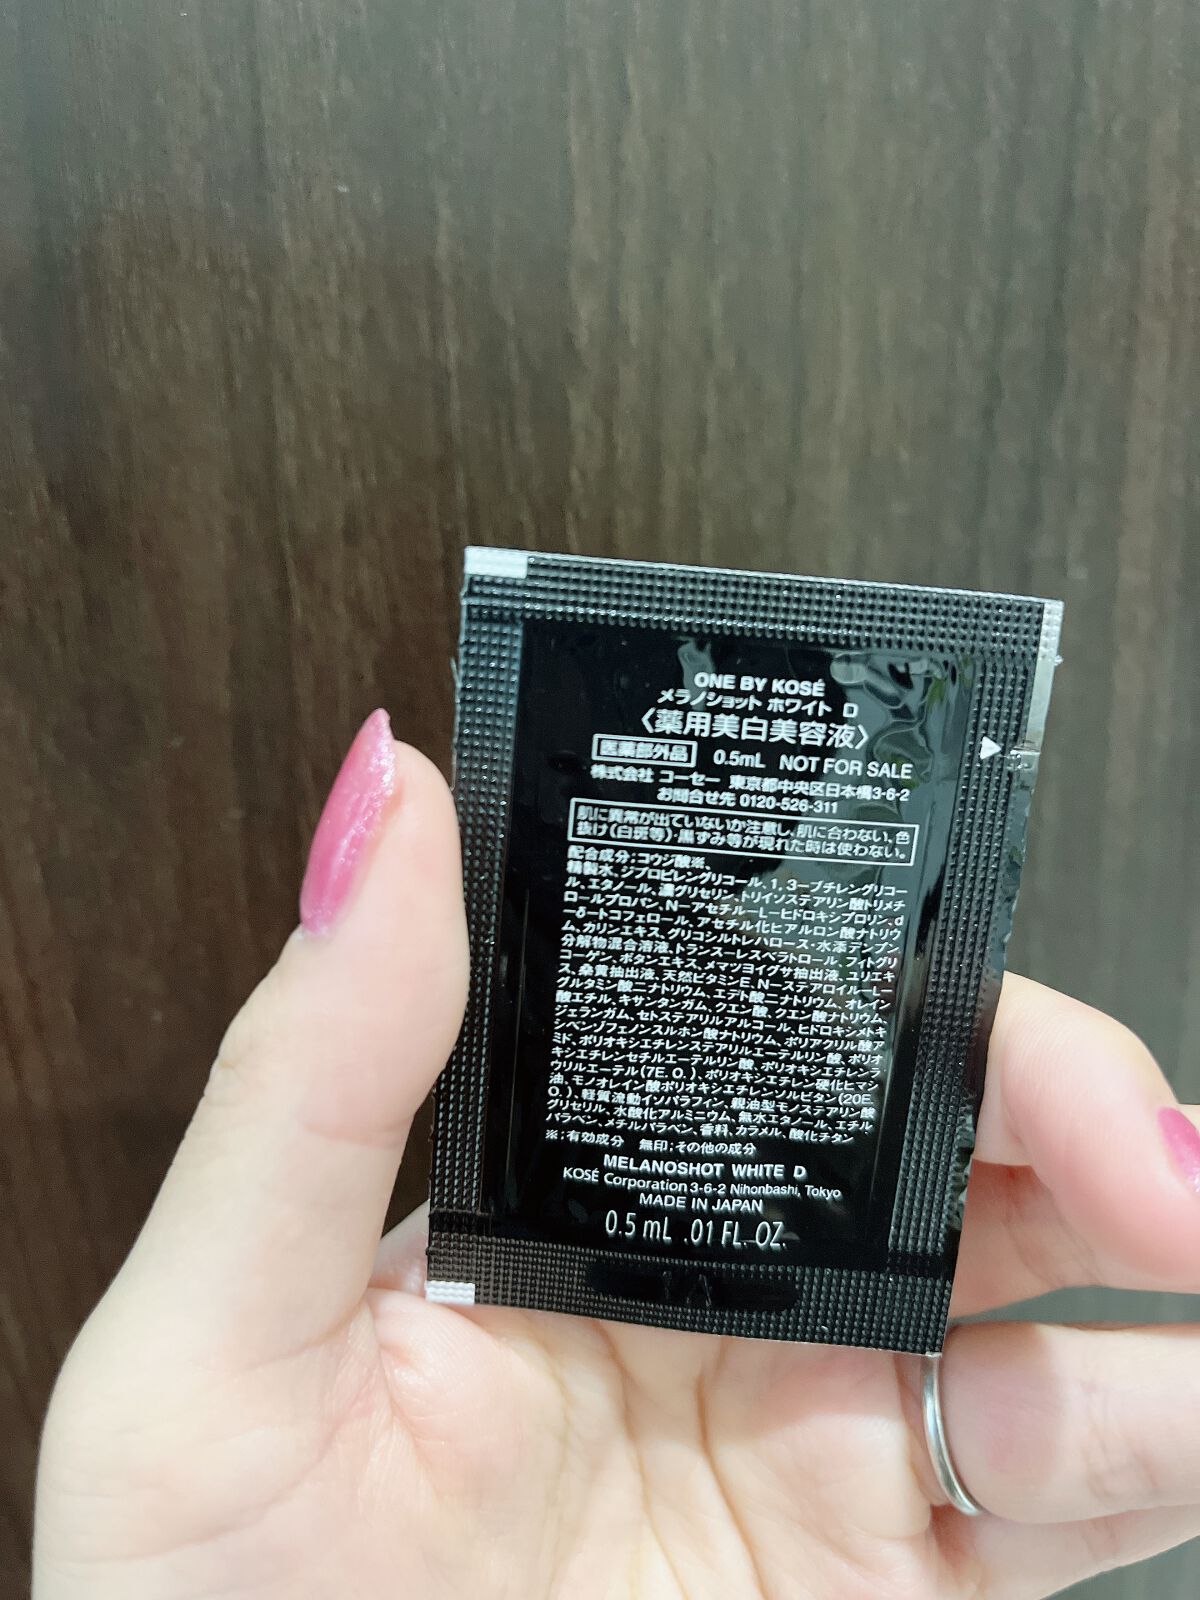 ONE BY KOSÉ
メラノショット ホワイト D
〈薬用美白美容液〉
医薬部外品 0.5mL NOT FOR SALE
株式会社 コーセー 東京都中央区日本橋3-6-2
お問合せ先 0120-526-311
肌に異常が出ていないか注意し、肌に合わない、色
抜け(白斑等)・黒ずみ等が現れた時は使わない。
配合成分;コウジ酸※、
精製水、ジプロピレングリコール、1,3−ブチレングリコー
ル、エタノール、濃グリセリン、トリイソステアリン酸トリメチ
ロールプロパン、N−アセチル−L−ヒドロキシプロリン、d
−δ−トコフェロール、アセチル化ヒアルロン酸ナトリウ
ム、カリンエキス、グリコシルトレハロース・水添デンプン
分解物混合溶液、トランス−レスベラトロール、フィトグリ
コーゲン、ボタンエキス、メマツヨイグサ抽出液、ユリエキ
ス、桑黄抽出液、天然ビタミンE、N−ステアロイル−L−
グルタミン酸二ナトリウム、エデト酸二ナトリウム、オレイン
酸エチル、キサンタンガム、クエン酸、クエン酸ナトリウム、
ジェランガム、セトステアリルアルコール、ヒドロキシメトキ
シベンゾフェノンスルホン酸ナトリウム、ポリアクリル酸ア
ミド、ポリオキシエチレンステアリルエーテルリン酸、ポリオ
キシエチレンセチルエーテルリン酸、ポリオキシエチレンラ
ウリルエーテル(7E.O.)、ポリオキシエチレン硬化ヒマシ
油、モノオレイン酸ポリオキシエチレンソルビタン(20E.
O.)、軽質流動イソパラフィン、親油型モノステアリン酸
グリセリル、水酸化アルミニウム、無水エタノール、エチル
パラベン、メチルパラベン、香料、カラメル、酸化チタン
※;有効成分 無印;その他の成分
MELANOSHOT WHITE D
KOSÉ Corporation 3-6-2 Nihonbashi, Tokyo
MADE IN JAPAN
0.5 mL .01 FL. OZ.